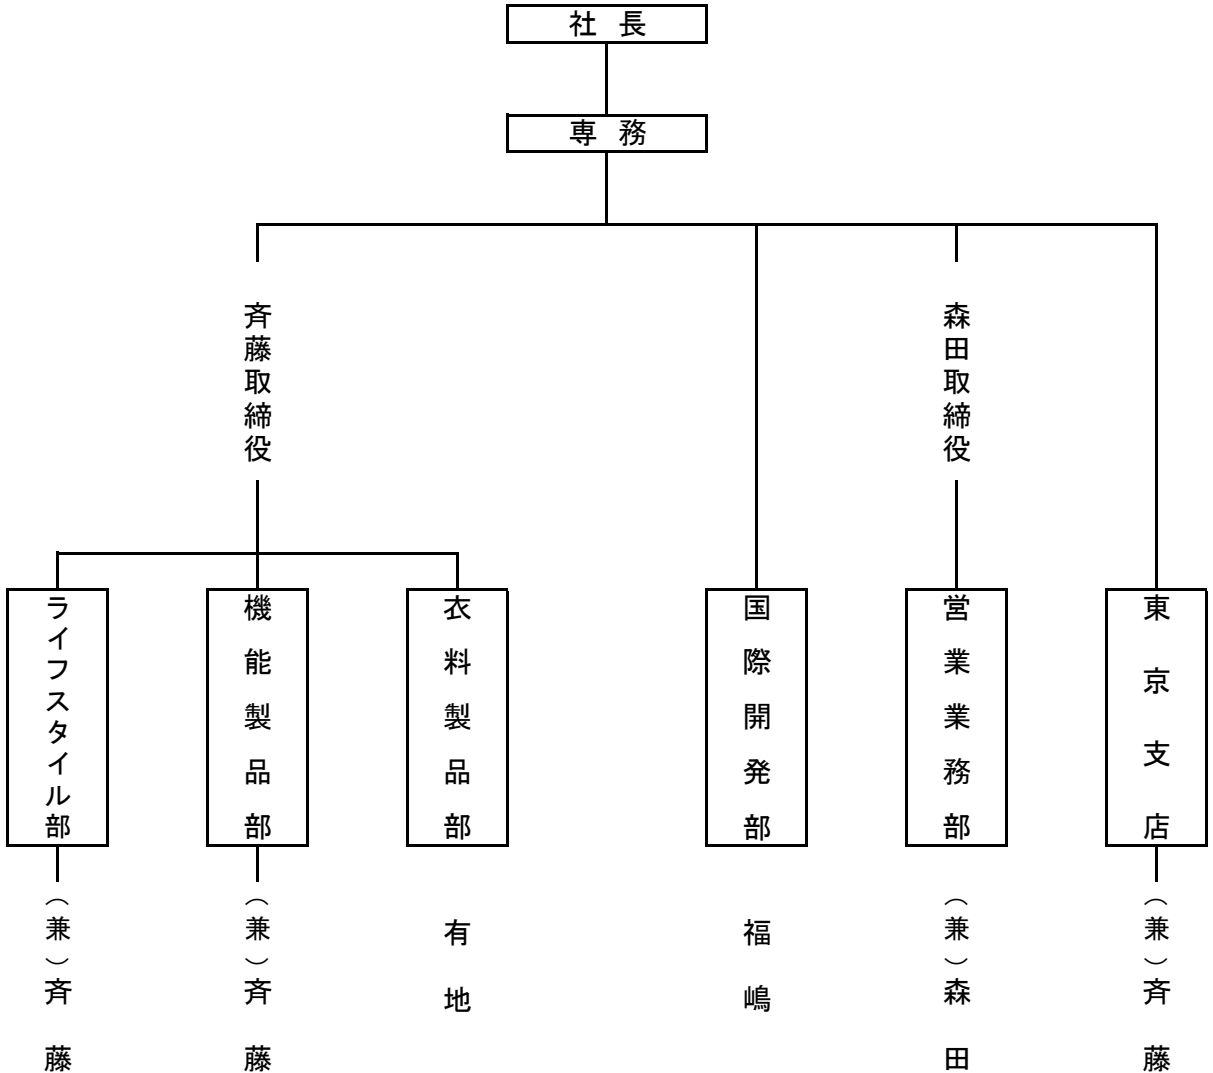 社長
専務
斉藤取締役
森田取締役
ライフスタイル部
機能製品部
衣料製品部
国際開発部
営業業務部
東京支店
（兼）斉藤
（兼）斉藤
有地
福嶋
（兼）森田
（兼）斉藤